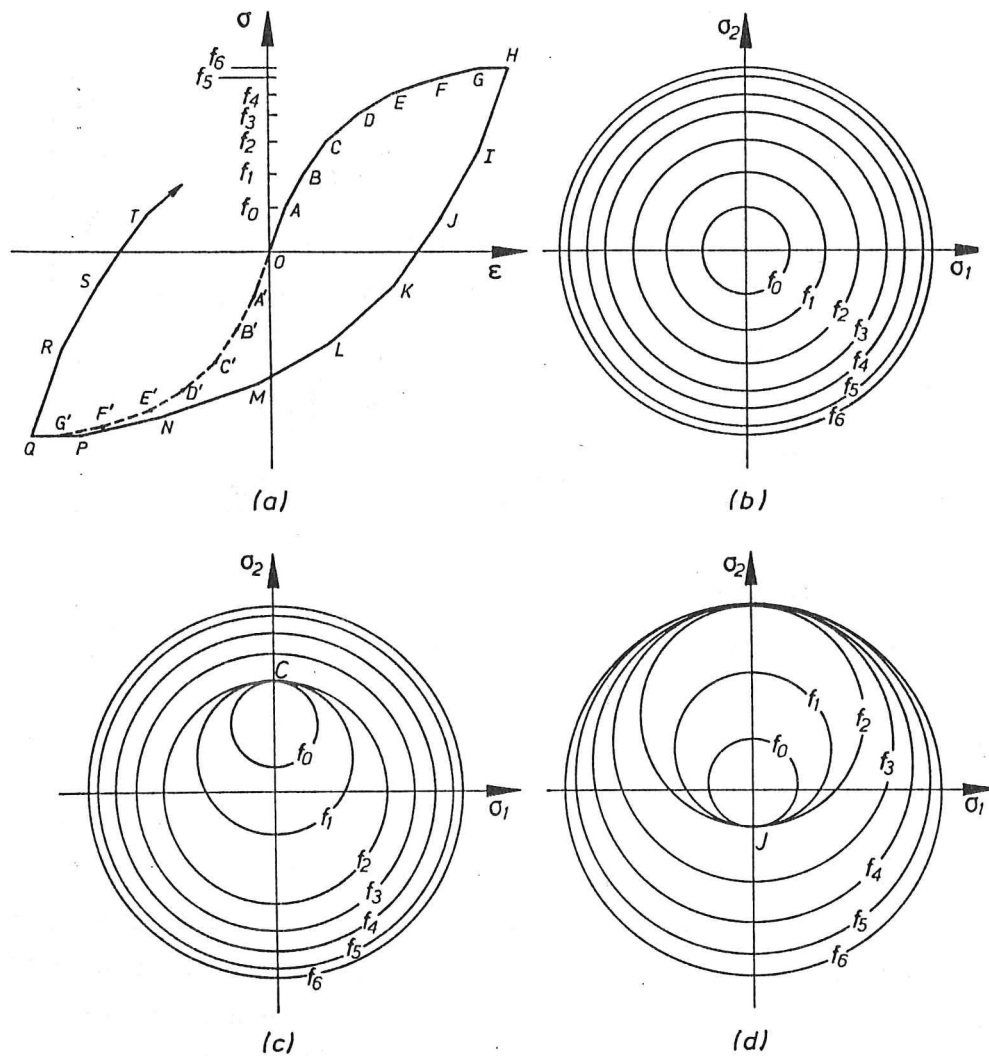 σ
f6
f5
f4
f3
f2
f1
f0
H
G
F
E
D
C
B
A
I
J
K
L
M
N
P
Q
G'
F'
E'
D'
C'
B'
A'
O
ε
R
S
T
(a)
σ2
σ1
f0
f1
f2
f3
f4
f5
f6
(b)
σ2
C
σ1
f0
f1
f2
f3
f4
f5
f6
(c)
σ2
f1
f0
f2
f3
σ1
J
f4
f5
f6
(d)